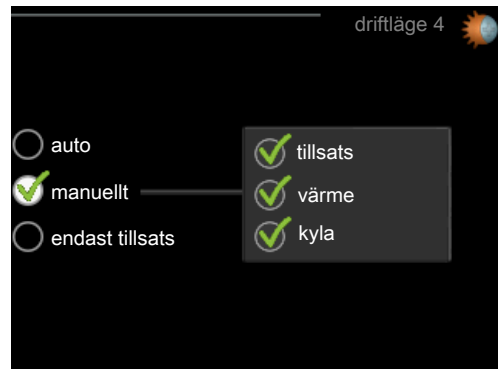 driftläge 4
auto
manuellt
endast tillsats
tillsats
värme
kyla